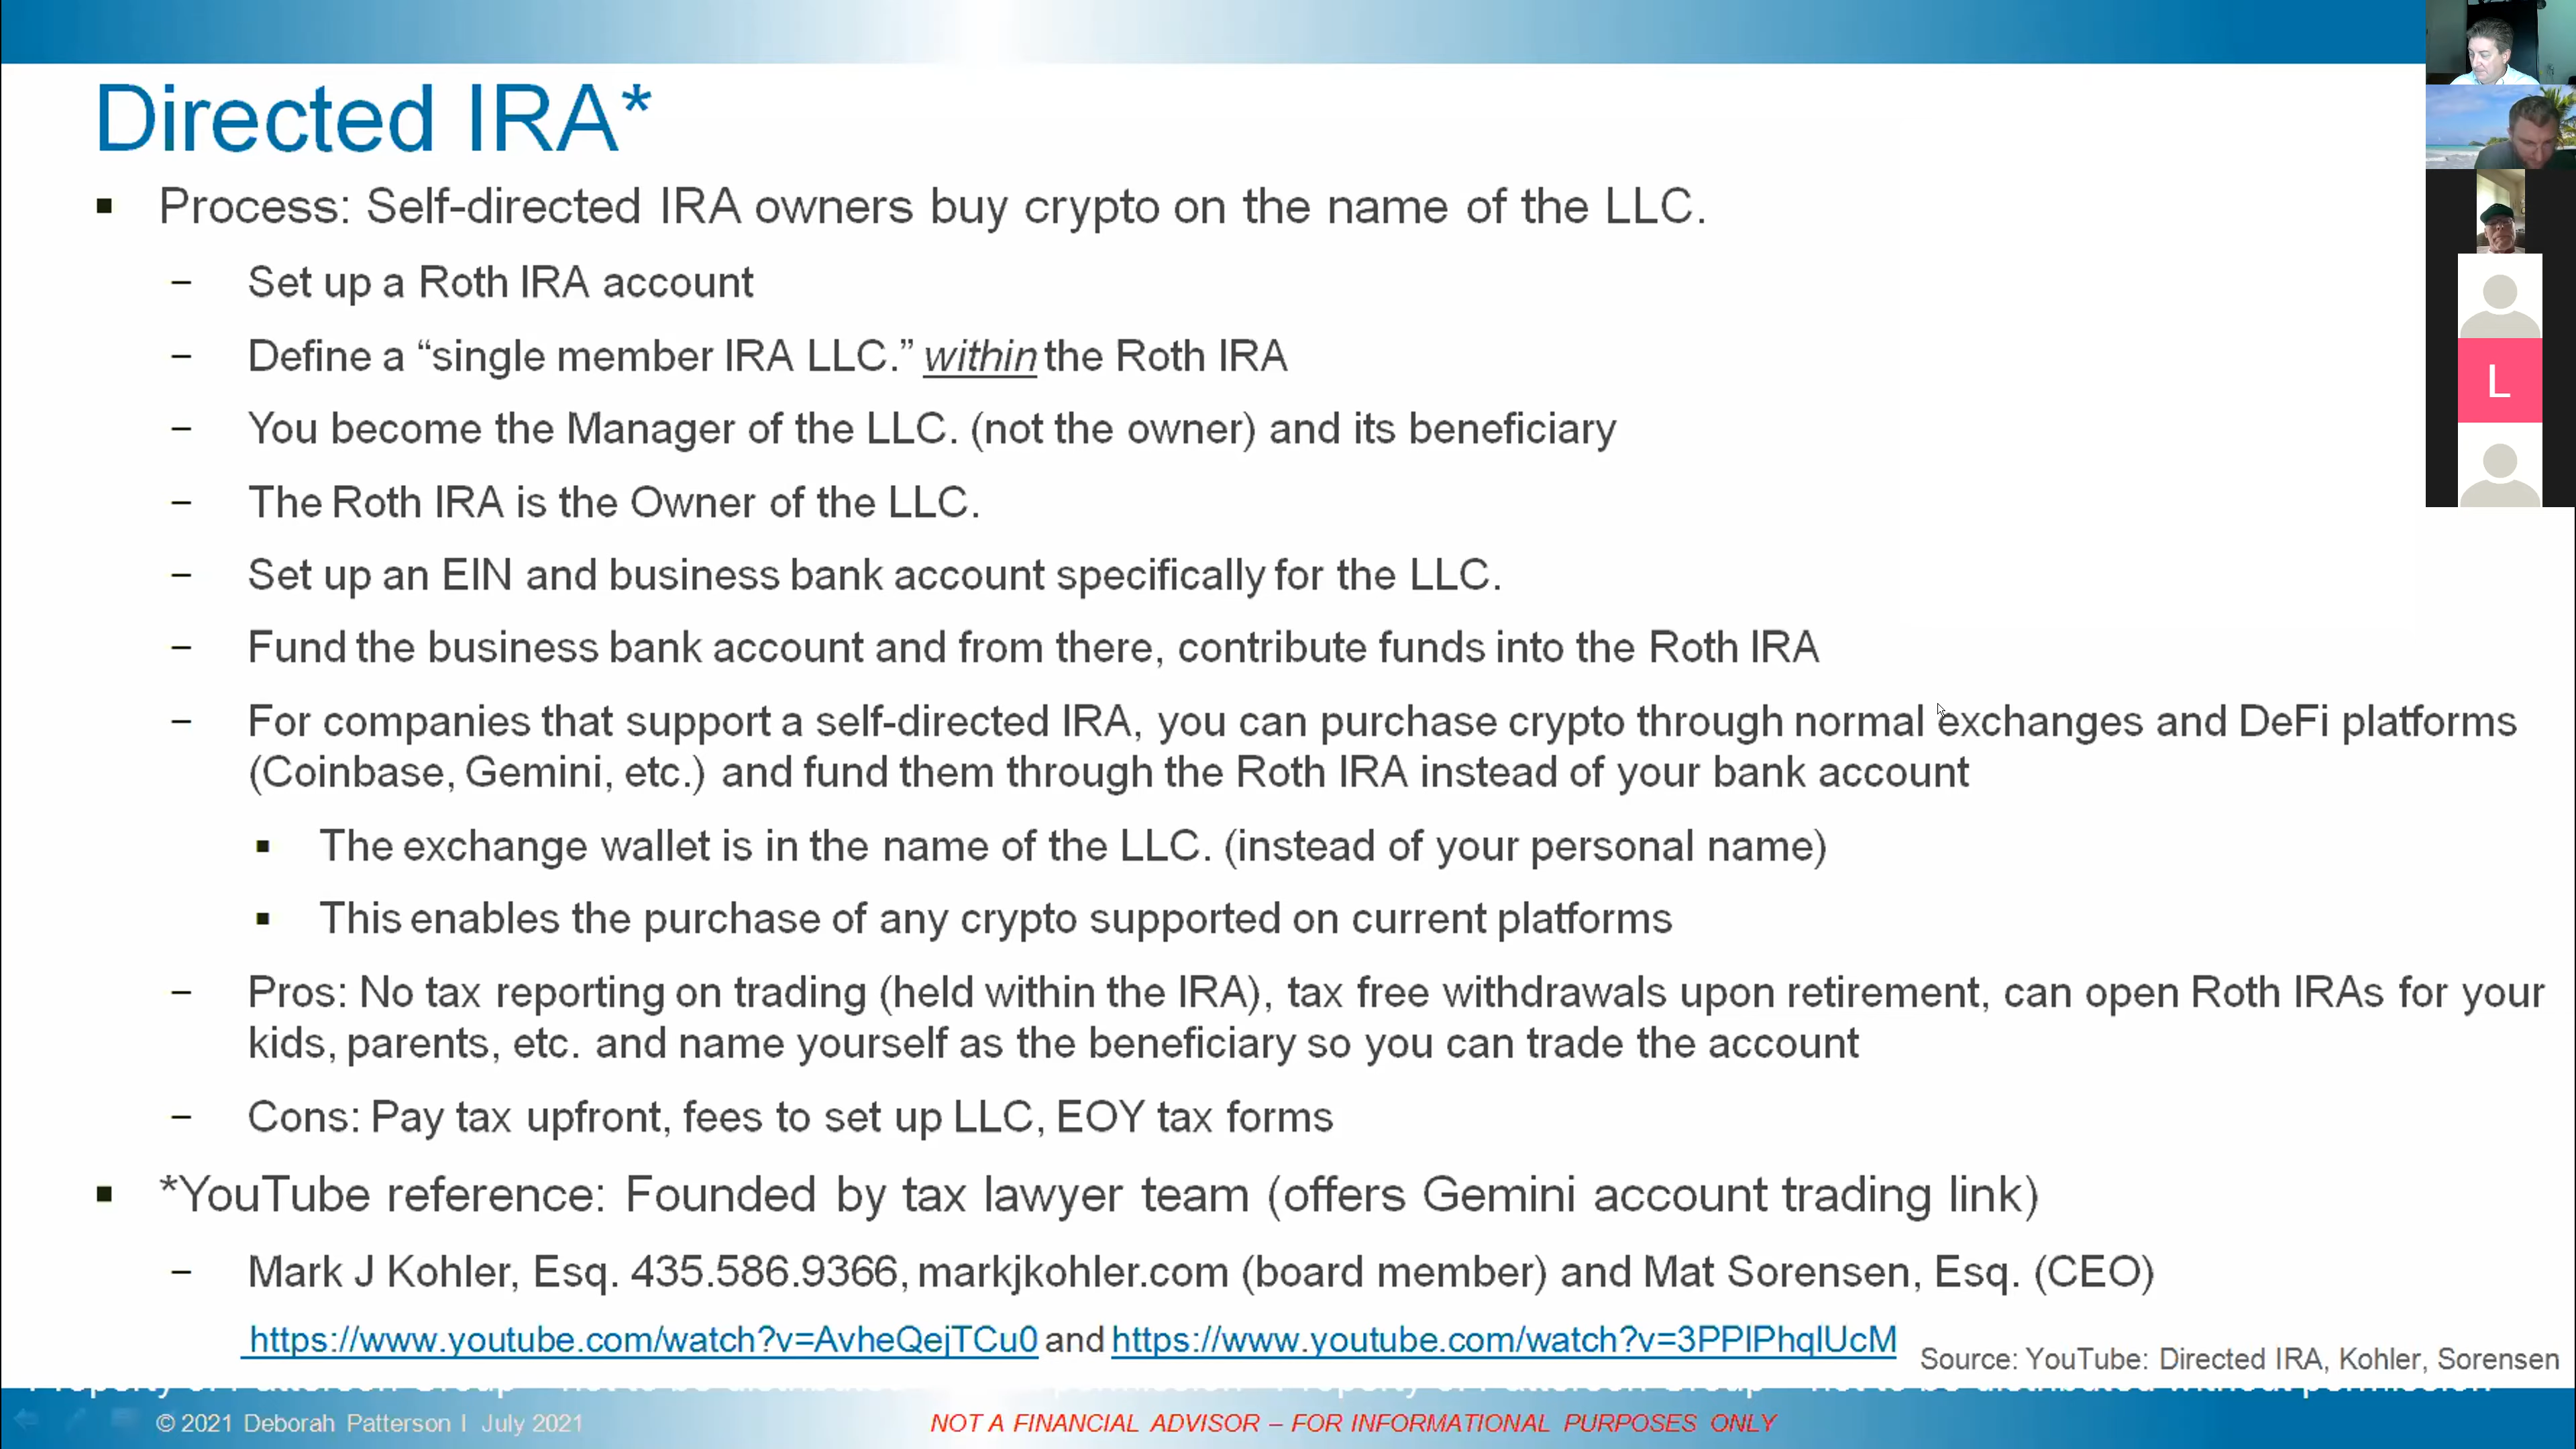 Directed IRA*
▪ Process: Self-directed IRA owners buy crypto on the name of the LLC.
– Set up a Roth IRA account
– Define a “single member IRA LLC.” within the Roth IRA
– You become the Manager of the LLC. (not the owner) and its beneficiary
– The Roth IRA is the Owner of the LLC.
– Set up an EIN and business bank account specifically for the LLC.
– Fund the business bank account and from there, contribute funds into the Roth IRA
– For companies that support a self-directed IRA, you can purchase crypto through normal exchanges and DeFi platforms
(Coinbase, Gemini, etc.) and fund them through the Roth IRA instead of your bank account
▪ The exchange wallet is in the name of the LLC. (instead of your personal name)
▪ This enables the purchase of any crypto supported on current platforms
– Pros: No tax reporting on trading (held within the IRA), tax free withdrawals upon retirement, can open Roth IRAs for your
kids, parents, etc. and name yourself as the beneficiary so you can trade the account
– Cons: Pay tax upfront, fees to set up LLC, EOY tax forms
▪ *YouTube reference: Founded by tax lawyer team (offers Gemini account trading link)
– Mark J Kohler, Esq. 435.586.9366, markjkohler.com (board member) and Mat Sorensen, Esq. (CEO)
https://www.youtube.com/watch?v=AvheQejTCu0 and https://www.youtube.com/watch?v=3PPlPhqlUcM
Source: YouTube: Directed IRA, Kohler, Sorensen
© 2021 Deborah Patterson I July 2021
NOT A FINANCIAL ADVISOR – FOR INFORMATIONAL PURPOSES ONLY
L